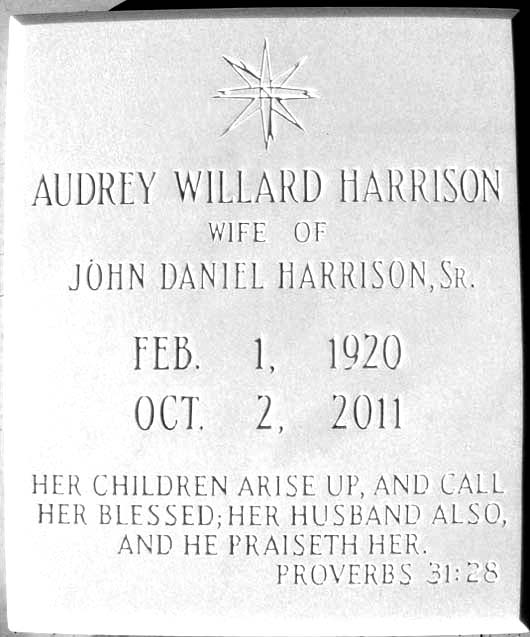 AUDREY WILLARD HARRISON
WIFE OF
JOHN DANIEL HARRISON, SR.
FEB. 1, 1920
OCT. 2, 2011
HER CHILDREN ARISE UP, AND CALL
HER BLESSED; HER HUSBAND ALSO,
AND HE PRAISETH HER.
PROVERBS 31:28